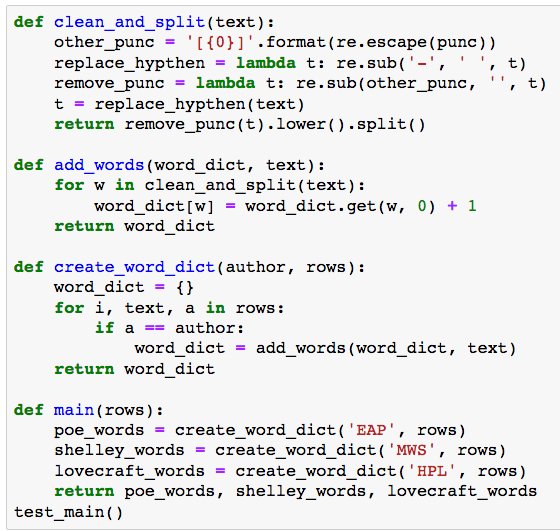 def clean_and_split(text):
    other_punc = '[{0}]'.format(re.escape(punc))
    replace_hypthen = lambda t: re.sub('-', ' ', t)
    remove_punc = lambda t: re.sub(other_punc, '', t)
    t = replace_hypthen(text)
    return remove_punc(t).lower().split()

def add_words(word_dict, text):
    for w in clean_and_split(text):
        word_dict[w] = word_dict.get(w, 0) + 1
    return word_dict

def create_word_dict(author, rows):
    word_dict = {}
    for i, text, a in rows:
        if a == author:
            word_dict = add_words(word_dict, text)
    return word_dict

def main(rows):
    poe_words = create_word_dict('EAP', rows)
    shelley_words = create_word_dict('MWS', rows)
    lovecraft_words = create_word_dict('HPL', rows)
    return poe_words, shelley_words, lovecraft_words
test_main()